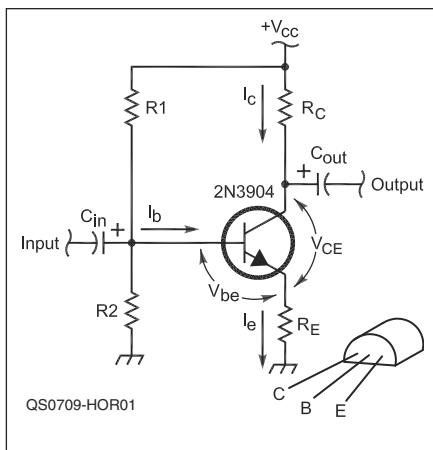 +VCC
R1
Ic
RC
Cout
+
2N3904
Output
Cin
+
Ib
Input
VCE
Vbe
R2
Ie
RE
C
B
E
QS0709-HOR01